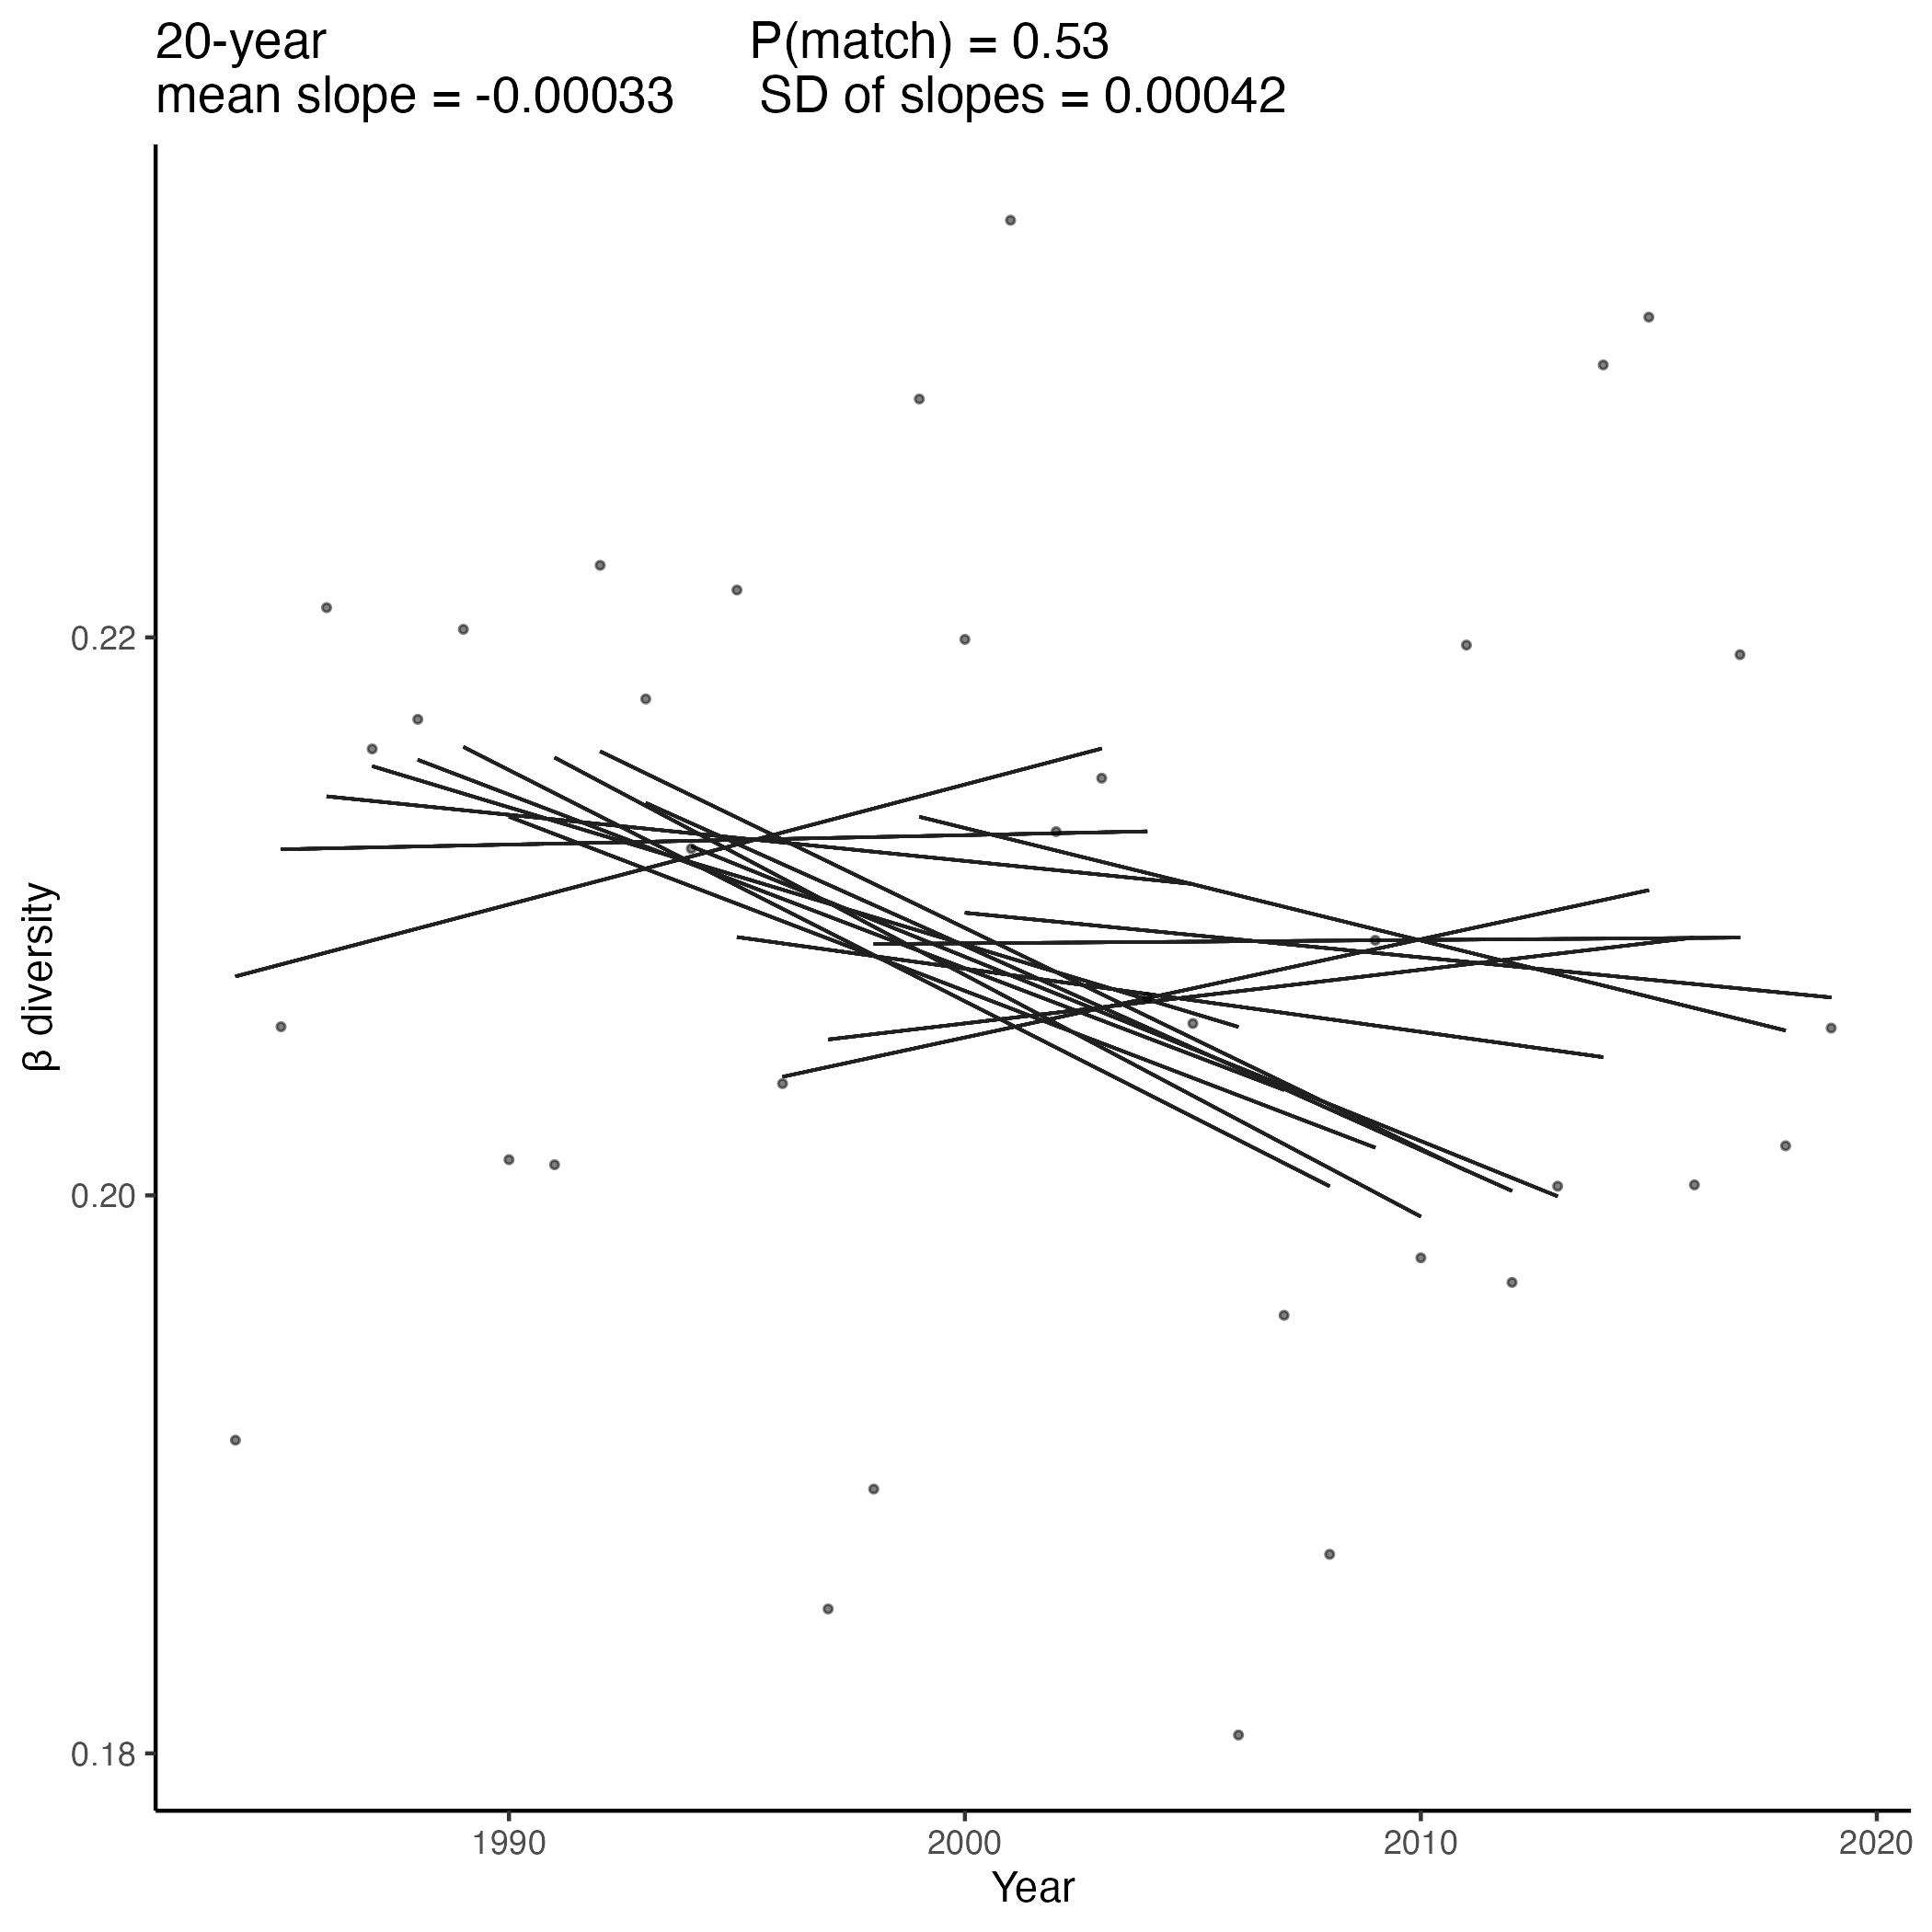 20-year P(match) = 0.53
mean slope = -0.00033 SD of slopes = 0.00042
β diversity
0.22
0.20
0.18
1990 2000 2010 2020
Year